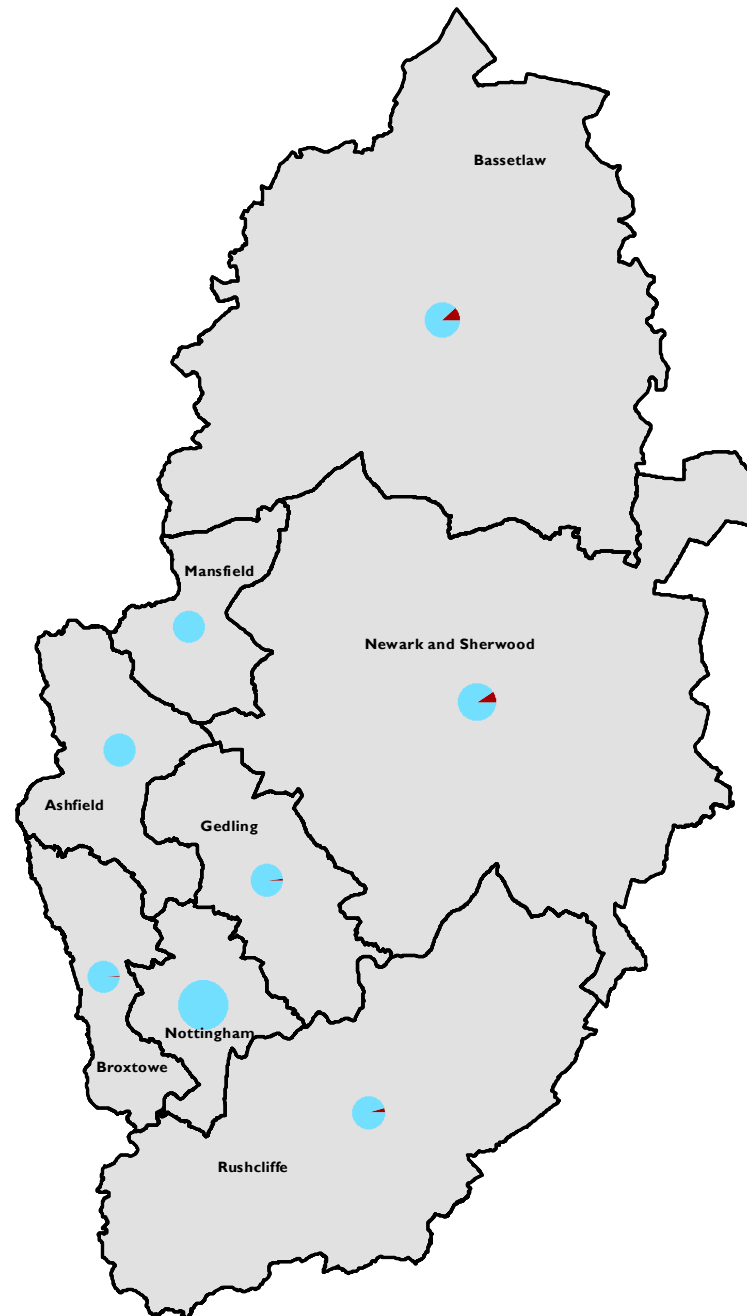 Bassetlaw
Mansfield
Newark and Sherwood
Ashfield
Gedling
Nottingham
Broxtowe
Rushcliffe